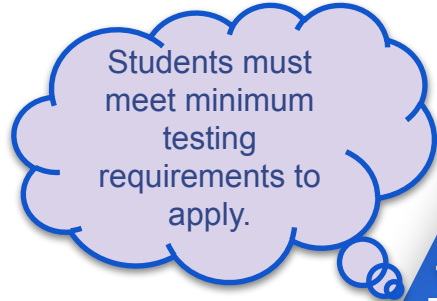 Students must
meet minimum
testing
requirements to
apply.